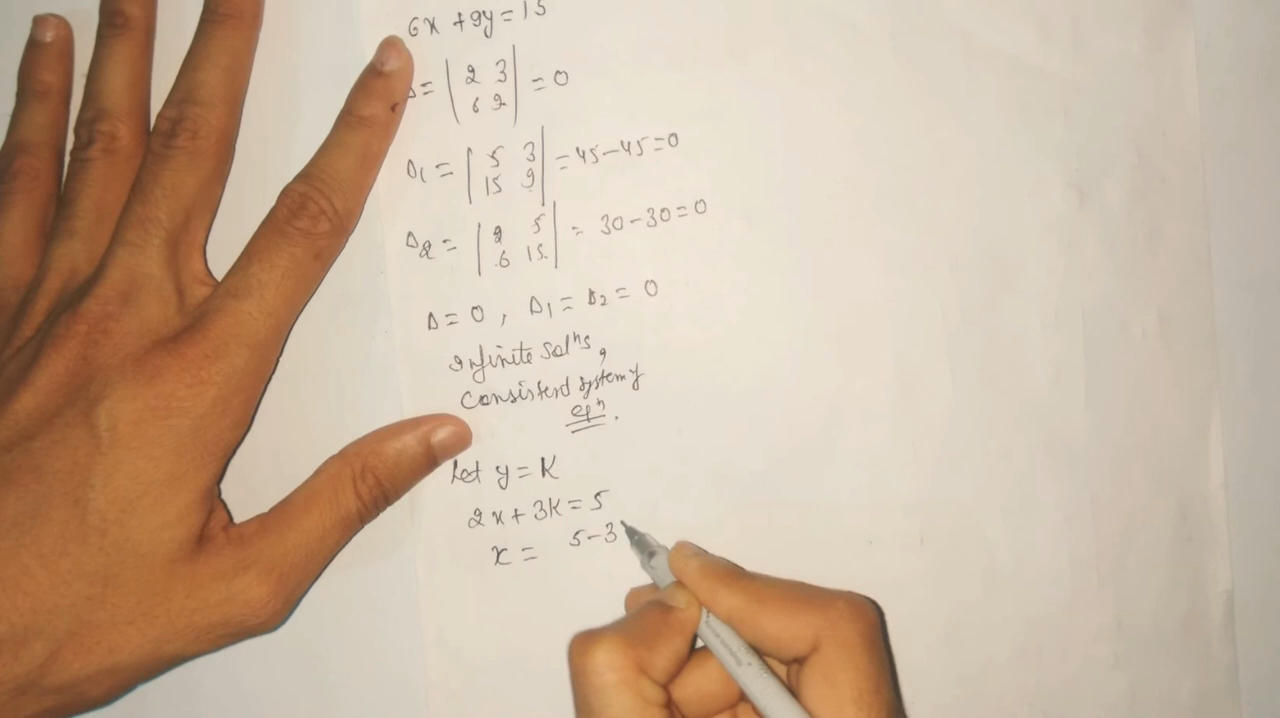 6x + 9y = 15
Δ = | 2 3 | = 0
| 6 9 |
Δ1 = | 5 3 | = 45 - 45 = 0
| 15 9 |
Δ2 = | 2 5 | = 30 - 30 = 0
| 6 15 |
Δ = 0 , Δ1 = Δ2 = 0
Infinite solⁿs,
Consistent system of
eqⁿ.
Let y = K
2x + 3K = 5
x = 5-3